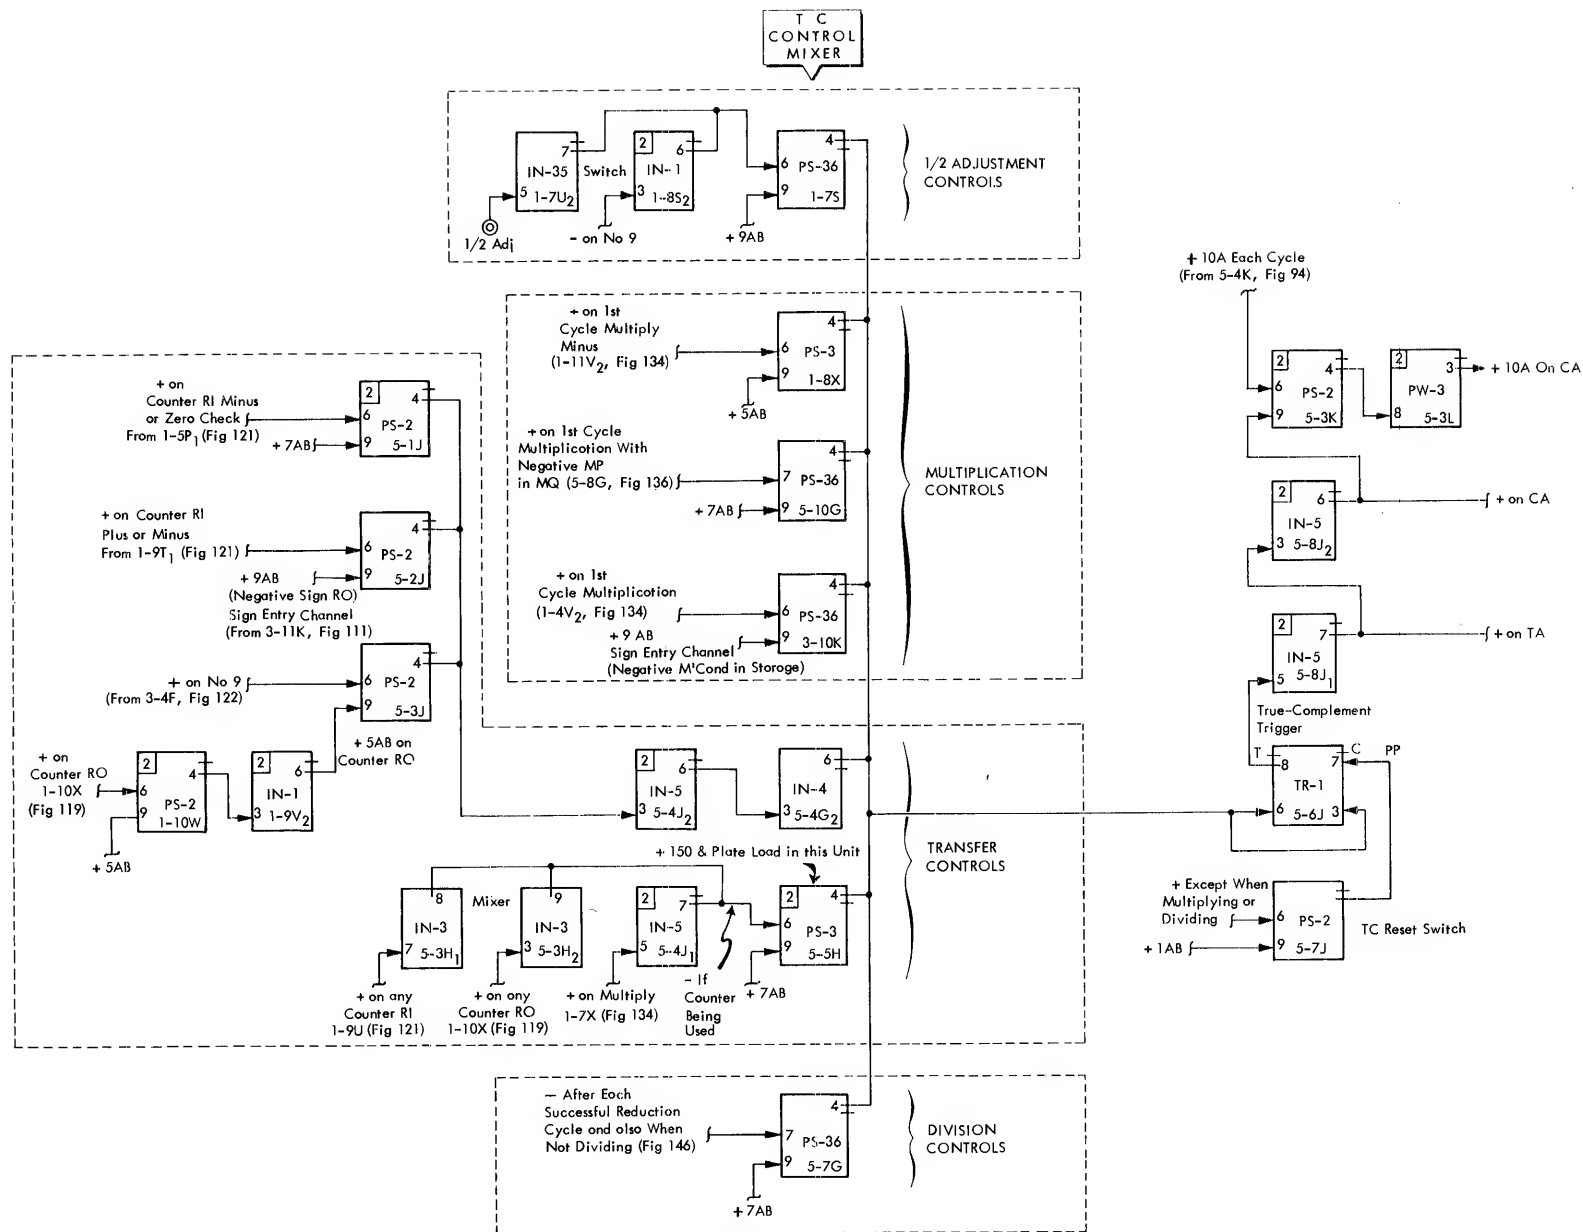 T C
CONTROL
MIXER
7
IN-35
5
1-7U2
Switch
2
6
IN-1
3
1-8S2
4
6
PS-36
9
1-7S
1/2 ADJUSTMENT
CONTROLS
1/2 Adj
- on No 9
+ 9AB
+ 10A Each Cycle
(From 5-4K, Fig 94)
+ on 1st
Cycle Multiply
Minus
(1-11V2, Fig 134)
4
6
PS-3
9
1-8X
+ 5AB
+ on 1st Cycle
Multiplication With
Negative MP
in MQ (5-8G, Fig 136)
4
7
PS-36
9
5-10G
+ 7AB
MULTIPLICATION
CONTROLS
+ on 1st
Cycle Multiplication
(1-4V2, Fig 134)
4
6
PS-36
9
3-10K
+ 9 AB
Sign Entry Channel
(Negative M'Cond in Storage)
+ on
Counter RI Minus
or Zero Check
From 1-5P1 (Fig 121)
2
4
6
PS-2
9
5-1J
+ 7AB
+ on Counter RI
Plus or Minus
From 1-9T1 (Fig 121)
4
6
PS-2
9
5-2J
+ 9AB
(Negative Sign RO)
Sign Entry Channel
(From 3-11K, Fig 111)
+ on No 9
(From 3-4F, Fig 122)
4
6
PS-2
9
5-3J
+ 5AB on
Counter RO
+ on
Counter RO
1-10X
(Fig 119)
2
4
6
PS-2
9
1-10W
+ 5AB
2
6
IN-1
3
1-9V2
2
6
IN-5
3
5-4J2
6
IN-4
3
5-4G2
+ 150 & Plate Load in this Unit
TRANSFER
CONTROLS
8
IN-3
7
5-3H1
Mixer
9
IN-3
3
5-3H2
2
7
IN-5
5
5-4J1
2
4
6
PS-3
9
5-5H
+ on any
Counter RI
1-9U (Fig 121)
+ on any
Counter RO
1-10X (Fig 119)
+ on Multiply
1-7X (Fig 134)
- If
Counter
Being
Used
+ 7AB
— After Each
Successful Reduction
Cycle and also When
Not Dividing (Fig 146)
4
7
PS-36
9
5-7G
+ 7AB
DIVISION
CONTROLS
2
4
6
PS-2
9
5-3K
2
3
PW-3
8
5-3L
+ 10A On CA
2
6
IN-5
3
5-8J2
+ on CA
2
7
IN-5
5
5-8J1
+ on TA
True-Complement
Trigger
T
C
PP
8
7
TR-1
6
5-6J
3
+ Except When
Multiplying or
Dividing
6
PS-2
9
5-7J
+ 1AB
TC Reset Switch